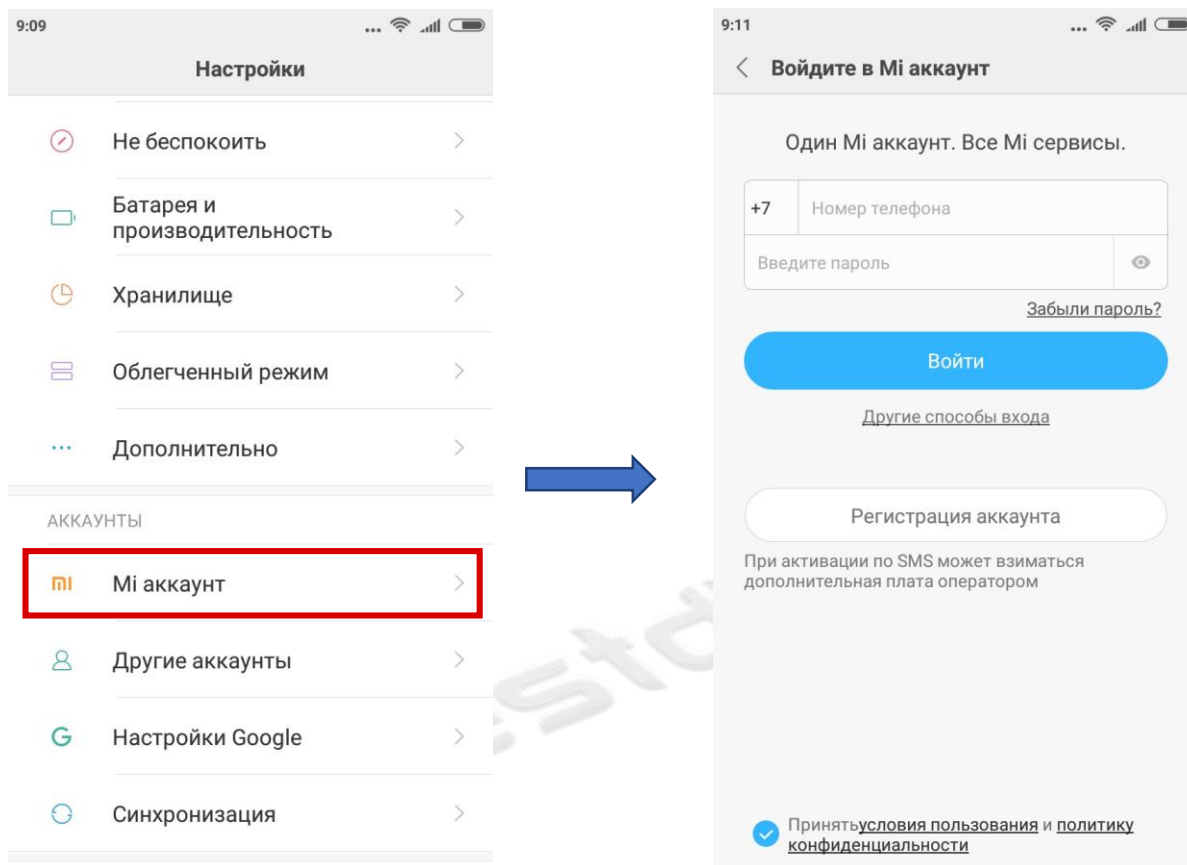 9:09
Настройки
Не беспокоить
Батарея и
производительность
Хранилище
Облегченный режим
Дополнительно
АККАУНТЫ
Mi аккаунт
Другие аккаунты
Настройки Google
Синхронизация
9:11
Войдите в Mi аккаунт
Один Mi аккаунт. Все Mi сервисы.
+7 Номер телефона
Введите пароль
Забыли пароль?
Войти
Другие способы входа
Регистрация аккаунта
При активации по SMS может взиматься
дополнительная плата оператором
Принятьусловия пользования и политику
конфиденциальности